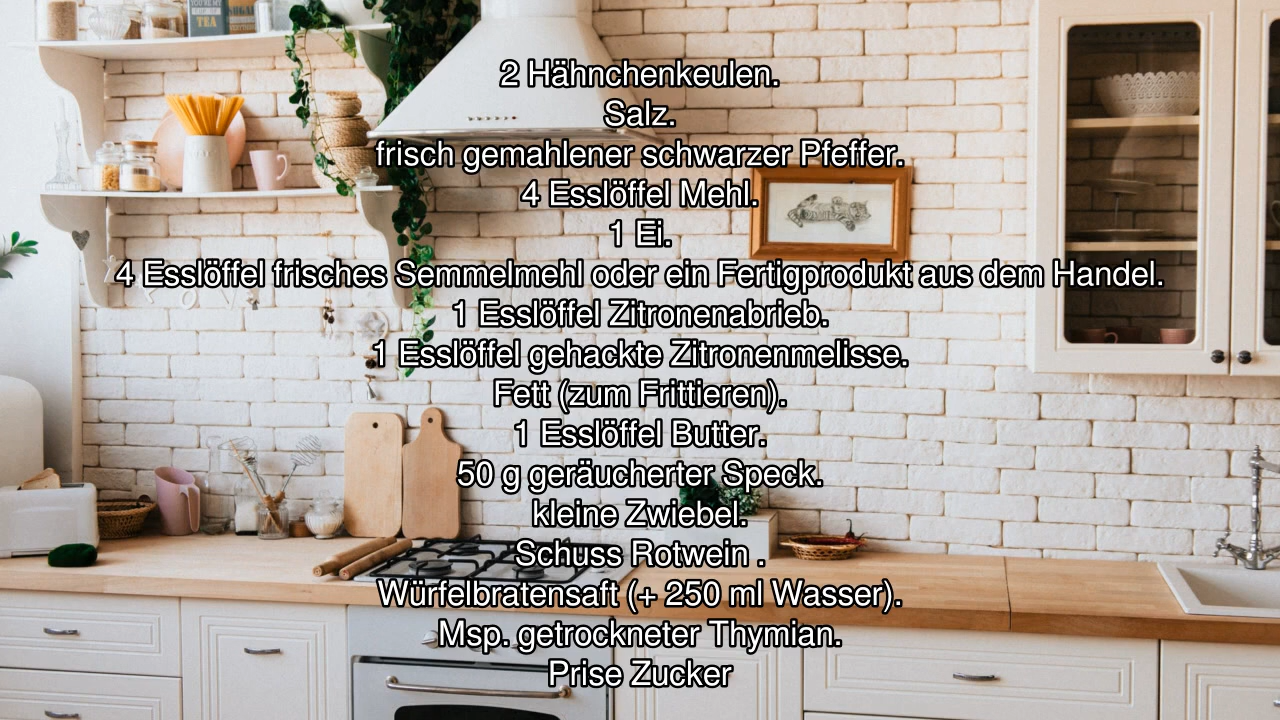 2 Hähnchenkeulen.
Salz.
frisch gemahlener schwarzer Pfeffer.
4 Esslöffel Mehl.
1 Ei.
4 Esslöffel frisches Semmelmehl oder ein Fertigprodukt aus dem Handel.
1 Esslöffel Zitronenabrieb.
1 Esslöffel gehackte Zitronenmelisse.
Fett (zum Frittieren).
1 Esslöffel Butter.
50 g geräucherter Speck.
kleine Zwiebel.
Schuss Rotwein .
Würfelbratensaft (+ 250 ml Wasser).
Msp. getrockneter Thymian.
Prise Zucker